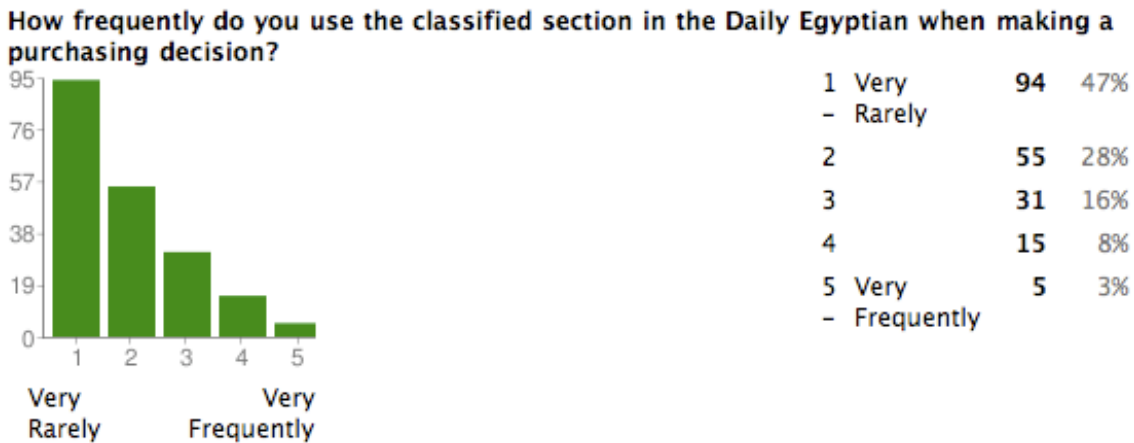 How frequently do you use the classified section in the Daily Egyptian when making a
purchasing decision?
95
76
57
38
19
0
1 2 3 4 5
Very Very
Rarely Frequently
1 Very 94 47%
– Rarely
2 55 28%
3 31 16%
4 15 8%
5 Very 5 3%
– Frequently